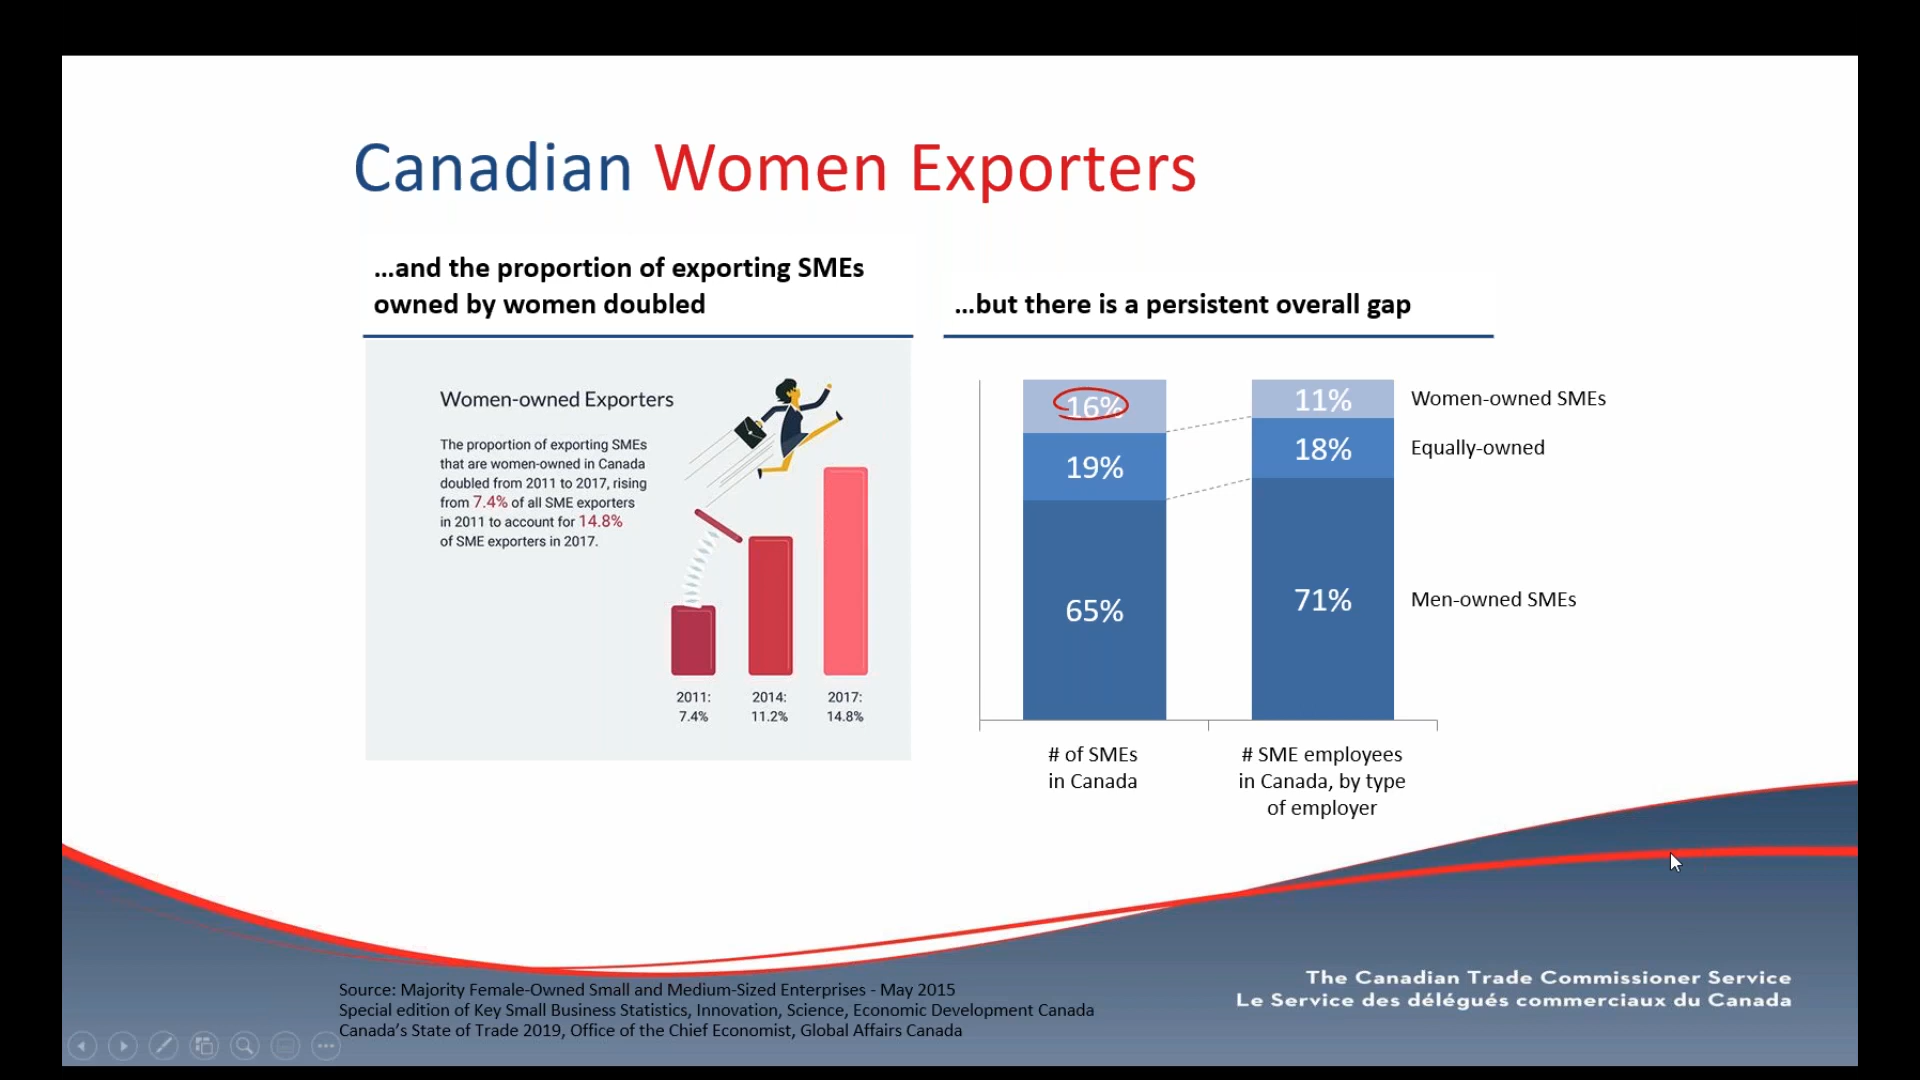 Canadian Women Exporters
...and the proportion of exporting SMEs
owned by women doubled
...but there is a persistent overall gap
Women-owned Exporters
The proportion of exporting SMEs
that are women-owned in Canada
doubled from 2011 to 2017, rising
from 7.4% of all SME exporters
in 2011 to account for 14.8%
of SME exporters in 2017.
2011:
7.4%
2014:
11.2%
2017:
14.8%
16%
19%
65%
11%
18%
71%
Women-owned SMEs
Equally-owned
Men-owned SMEs
# of SMEs
in Canada
# SME employees
in Canada, by type
of employer
Source: Majority Female-Owned Small and Medium-Sized Enterprises - May 2015
Special edition of Key Small Business Statistics, Innovation, Science, Economic Development Canada
Canada's State of Trade 2019, Office of the Chief Economist, Global Affairs Canada
The Canadian Trade Commissioner Service
Le Service des délégués commerciaux du Canada